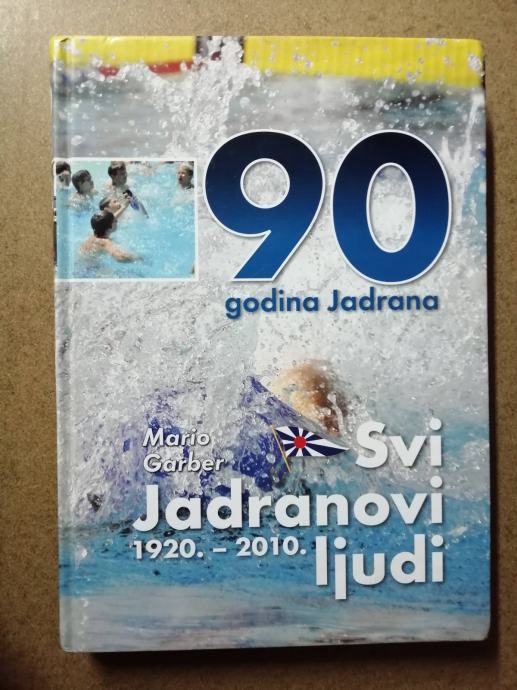 90
godina Jadrana
Mario
Garber
Svi
Jadranovi
1920. – 2010.
ljudi